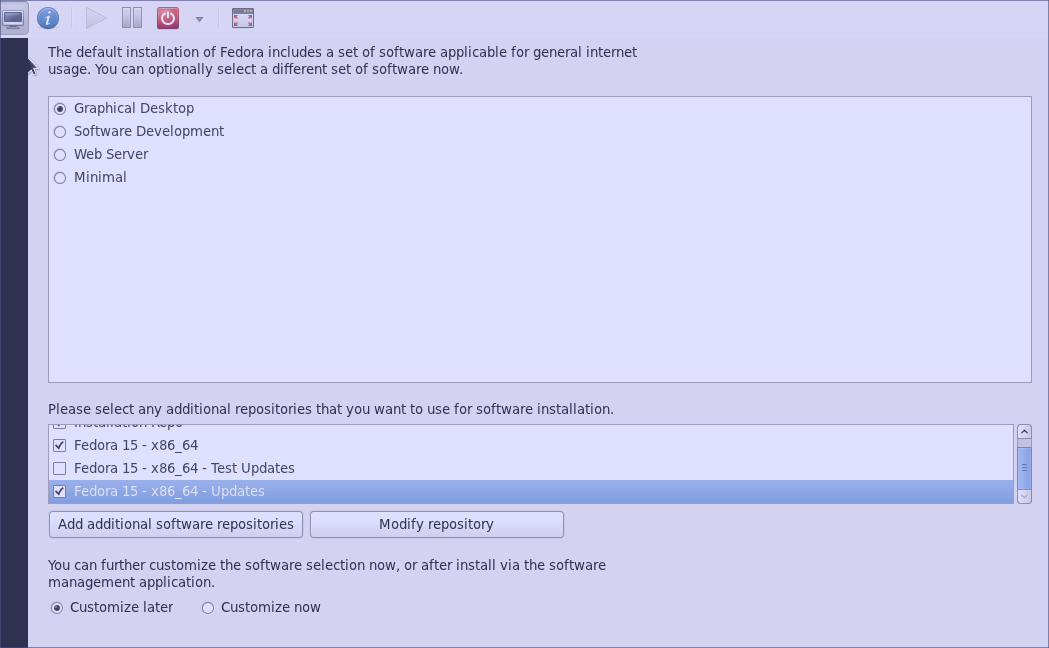 The default installation of Fedora includes a set of software applicable for general internet
usage. You can optionally select a different set of software now.
Graphical Desktop
Software Development
Web Server
Minimal
Please select any additional repositories that you want to use for software installation.
Installation Repo
Fedora 15 - x86_64
Fedora 15 - x86_64 - Test Updates
Fedora 15 - x86_64 - Updates
Add additional software repositories
Modify repository
You can further customize the software selection now, or after install via the software
management application.
Customize later
Customize now